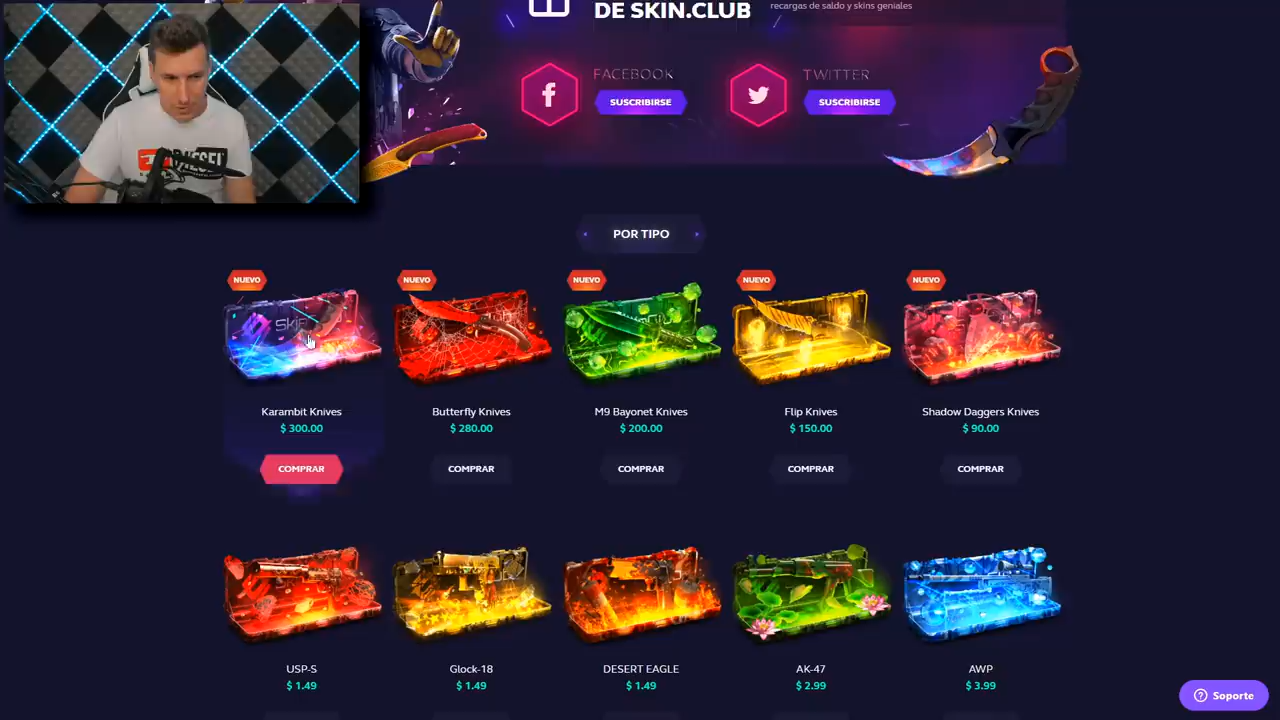 DE SKIN.CLUB
recargas de saldo y skins geniales
FACEBOOK
SUSCRIBIRSE
TWITTER
SUSCRIBIRSE
POR TIPO
NUEVO
NUEVO
NUEVO
NUEVO
NUEVO
Karambit Knives
Butterfly Knives
M9 Bayonet Knives
Flip Knives
Shadow Daggers Knives
$ 300.00
$ 280.00
$ 200.00
$ 150.00
$ 90.00
COMPRAR
COMPRAR
COMPRAR
COMPRAR
COMPRAR
USP-S
Glock-18
DESERT EAGLE
AK-47
AWP
$ 1.49
$ 1.49
$ 1.49
$ 2.99
$ 3.99
Soporte